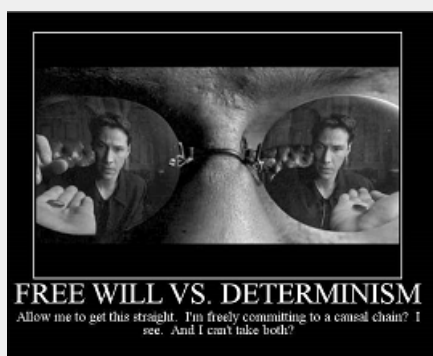 FREE WILL VS. DETERMINISM
Allow me to get this straight. I'm freely committing to a causal chain? I
see. And I can't take both?